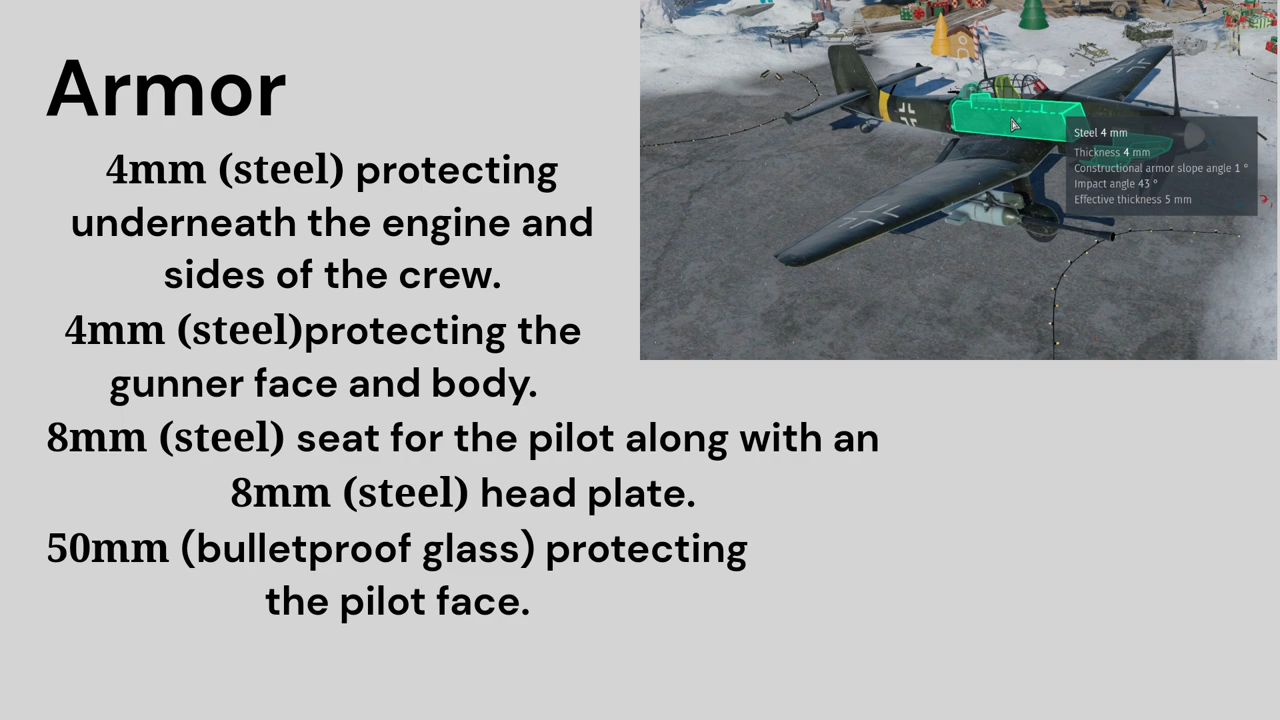 Armor
4mm (steel) protecting
underneath the engine and
sides of the crew.
4mm (steel)protecting the
gunner face and body.
8mm (steel) seat for the pilot along with an
8mm (steel) head plate.
50mm (bulletproof glass) protecting
the pilot face.
Steel 4 mm
Thickness 4 mm
Constructional armor slope angle 1 °
Impact angle 43 °
Effective thickness 5 mm